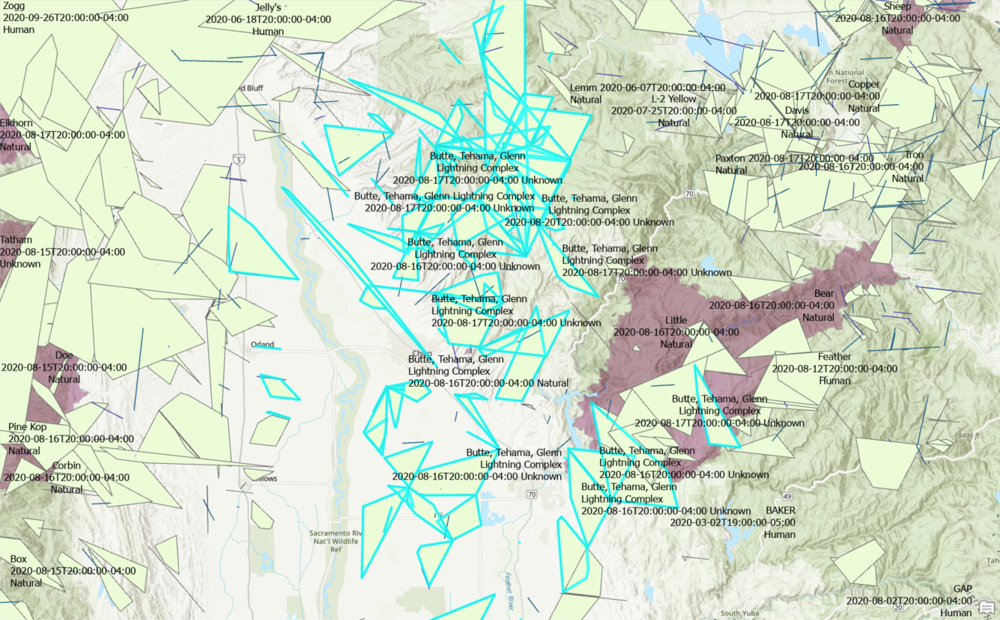 Zogg
2020-09-26T20:00:00-04:00
Human
Jelly's
2020-06-18T20:00:00-04:00
Human
Sheep
2020-08-16T20:00:00-04:00
Natural
d Bluff
Lemm 2020-06-07T20:00:00-04:00
Natural
L-2 Yellow
2020-07-25T20:00:00-04:00
Natural
n National
Forest
Copper
2020-08-17T20:00:00-04:00
Natural
Davis
2020-08-17T20:00:00-04:00
Natural
Elkhorn
2020-08-17T20:00:00-04:00
Natural
5
Butte, Tehama, Glenn
Lightning Complex
2020-08-17T20:00:00-04:00 Unknown
Paxton 2020-08-17T20:00:00-04:00
Natural
Iron
2020-08-16T20:00:00-04:00
Natural
Butte, Tehama, Glenn Lightning Complex
2020-08-17T20:00:00-04:00 Unknown
Butte, Tehama, Glenn
Lightning Complex
2020-08-20T20:00:00-04:00 Unknown
70
Tatham
2020-08-15T20:00:00-04:00
Unknown
Butte, Tehama, Glenn
Lightning Complex
2020-08-16T20:00:00-04:00 Unknown
Butte, Tehama, Glenn
Lightning Complex
2020-08-17T20:00:00-04:00 Unknown
70
Butte, Tehama, Glenn
Lightning Complex
2020-08-17T20:00:00-04:00 Unknown
Bear
2020-08-16T20:00:00-04:00
Natural
Little
2020-08-16T20:00:00-04:00
Natural
Orland
Doe
2020-08-15T20:00:00-04:00
Natural
Chico
Butte, Tehama, Glenn
Lightning Complex
2020-08-16T20:00:00-04:00 Natural
Feather
2020-08-12T20:00:00-04:00
Human
Butte, Tehama, Glenn
Lightning Complex
2020-08-17T20:00:00-04:00 Unknown
Pine Kop
2020-08-16T20:00:00-04:00
Natural
8496 ft
Corbin
2020-08-16T20:00:00-04:00
Natural
llows
Butte, Tehama, Glenn
Lightning Complex
2020-08-16T20:00:00-04:00 Unknown
Butte, Tehama, Glenn
Lightning Complex
2020-08-16T20:00:00-04:00 Unknown
Butte, Tehama, Glenn
Lightning Complex
2020-08-16T20:00:00-04:00 Unknown
70
49
BAKER
2020-03-02T19:00:00-05:00
Human
Sacramento Riv
Nat'l Wildlife
Ref
Box
2020-08-15T20:00:00-04:00
Natural
Feather River
Tah
GAP
2020-08-02T20:00:00-04:00
Human
20
South Yuba